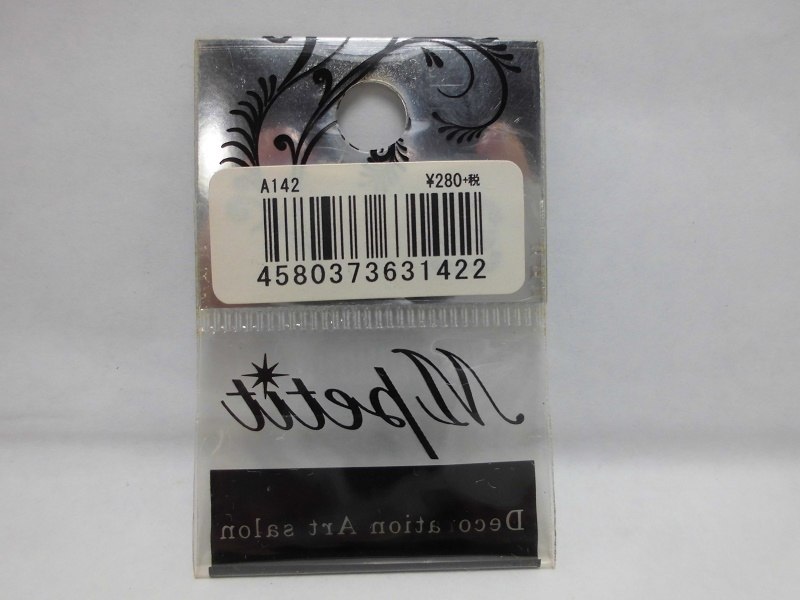 A142 ¥280+税
4580373631422
Mpetit
Decoration Art salon